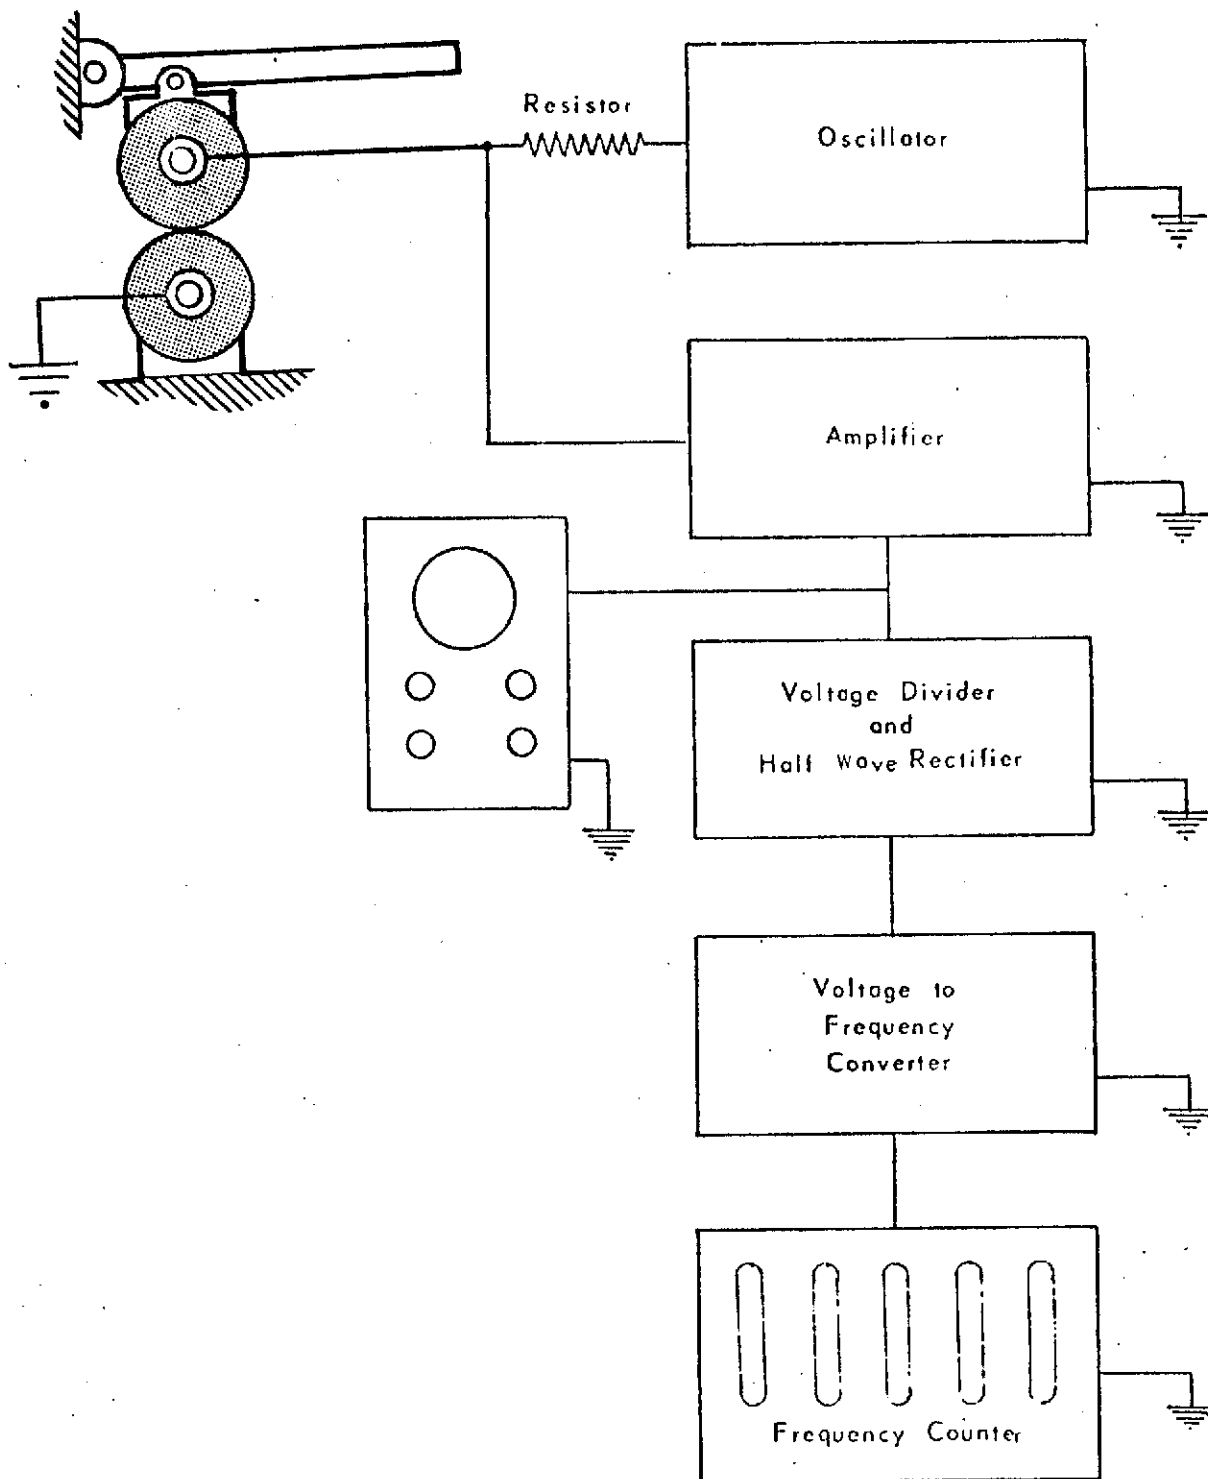 Resistor
Oscillator
Amplifier
Voltage Divider
and
Half Wave Rectifier
Voltage to
Frequency
Converter
Frequency Counter